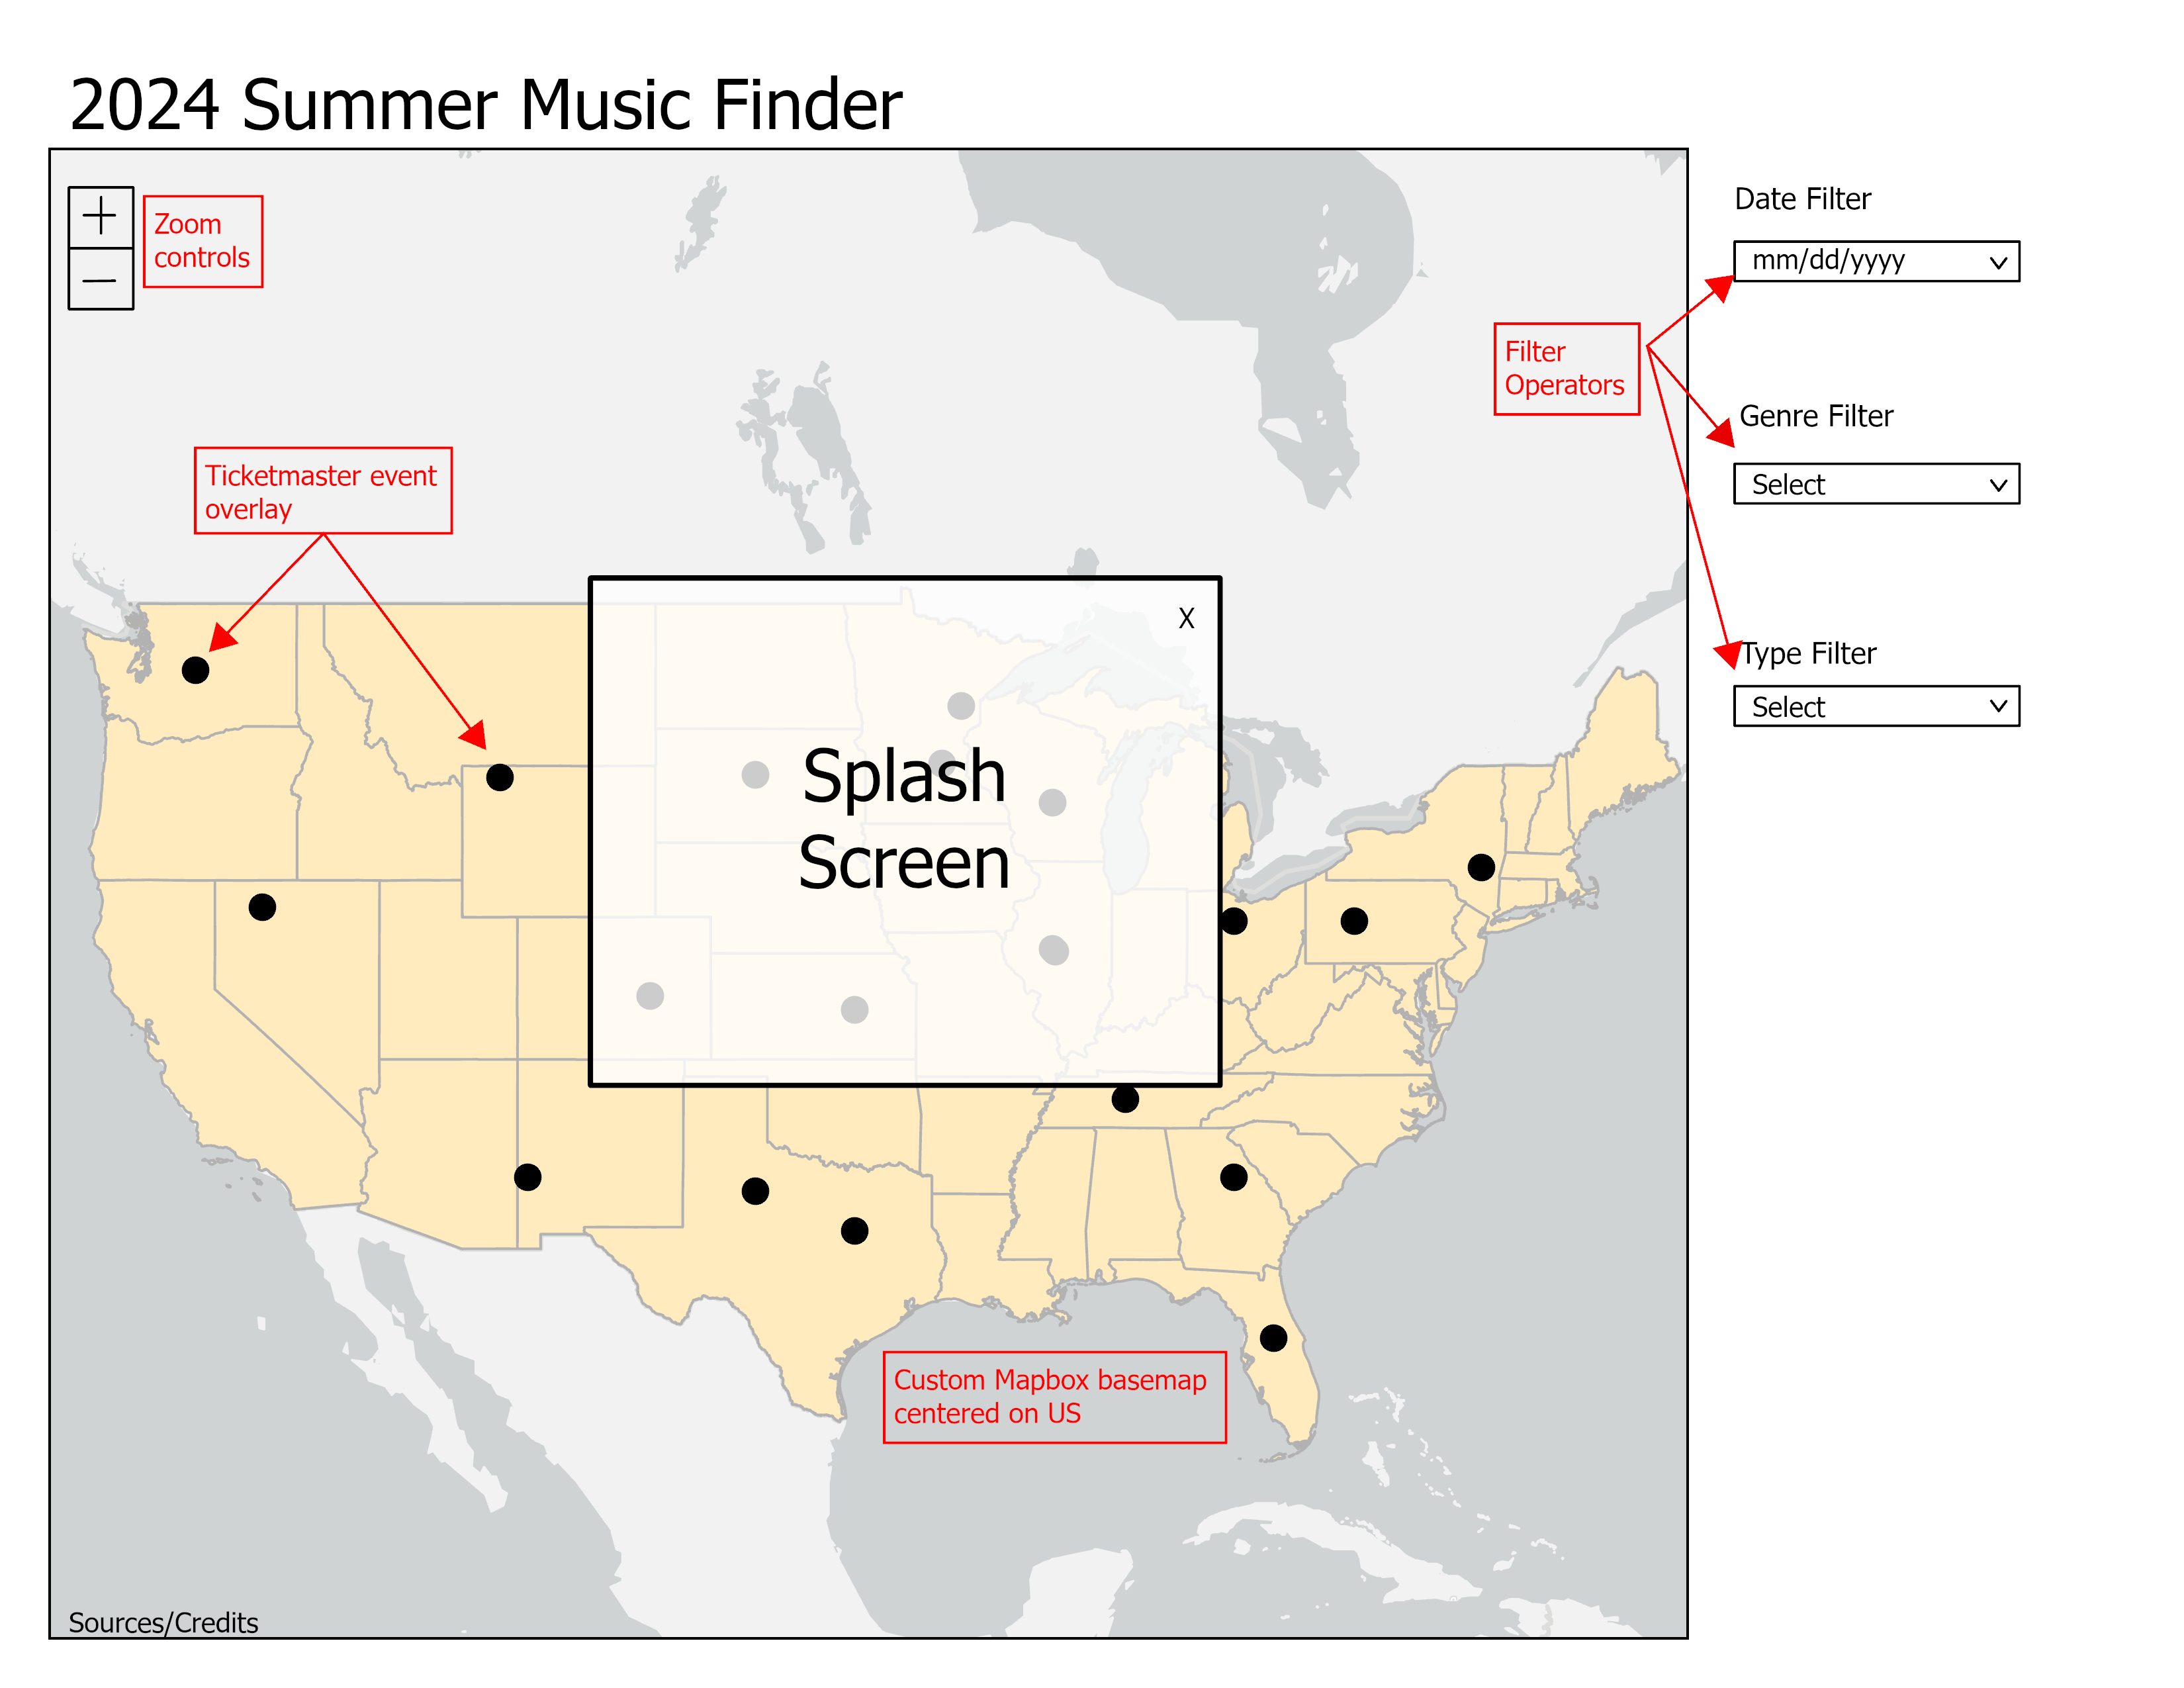 2024 Summer Music Finder
+
Zoom
controls
−
Date Filter
mm/dd/yyyy
Filter
Operators
Genre Filter
Select
Ticketmaster event
overlay
X
Type Filter
Select
Splash
Screen
Custom Mapbox basemap
centered on US
Sources/Credits